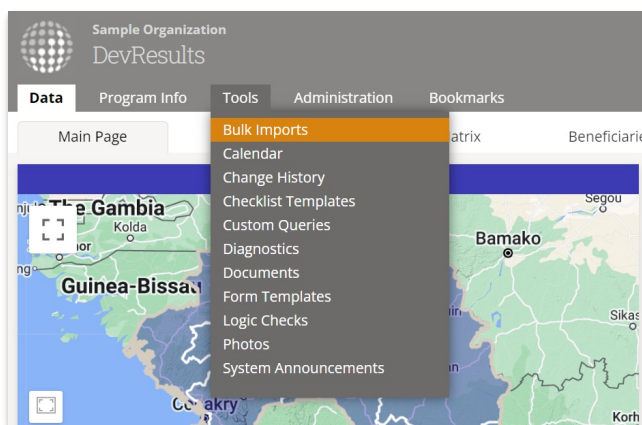 Sample Organization
DevResults
Data Program Info Tools Administration Bookmarks
Main Page Beneficiarie
Bulk Imports
Calendar
Change History
Checklist Templates
Custom Queries
Diagnostics
Documents
Form Templates
Logic Checks
Photos
System Announcements
The Gambia
Kolda
Segou
Bamako
Guinea-Bissau
Sikas
Korh